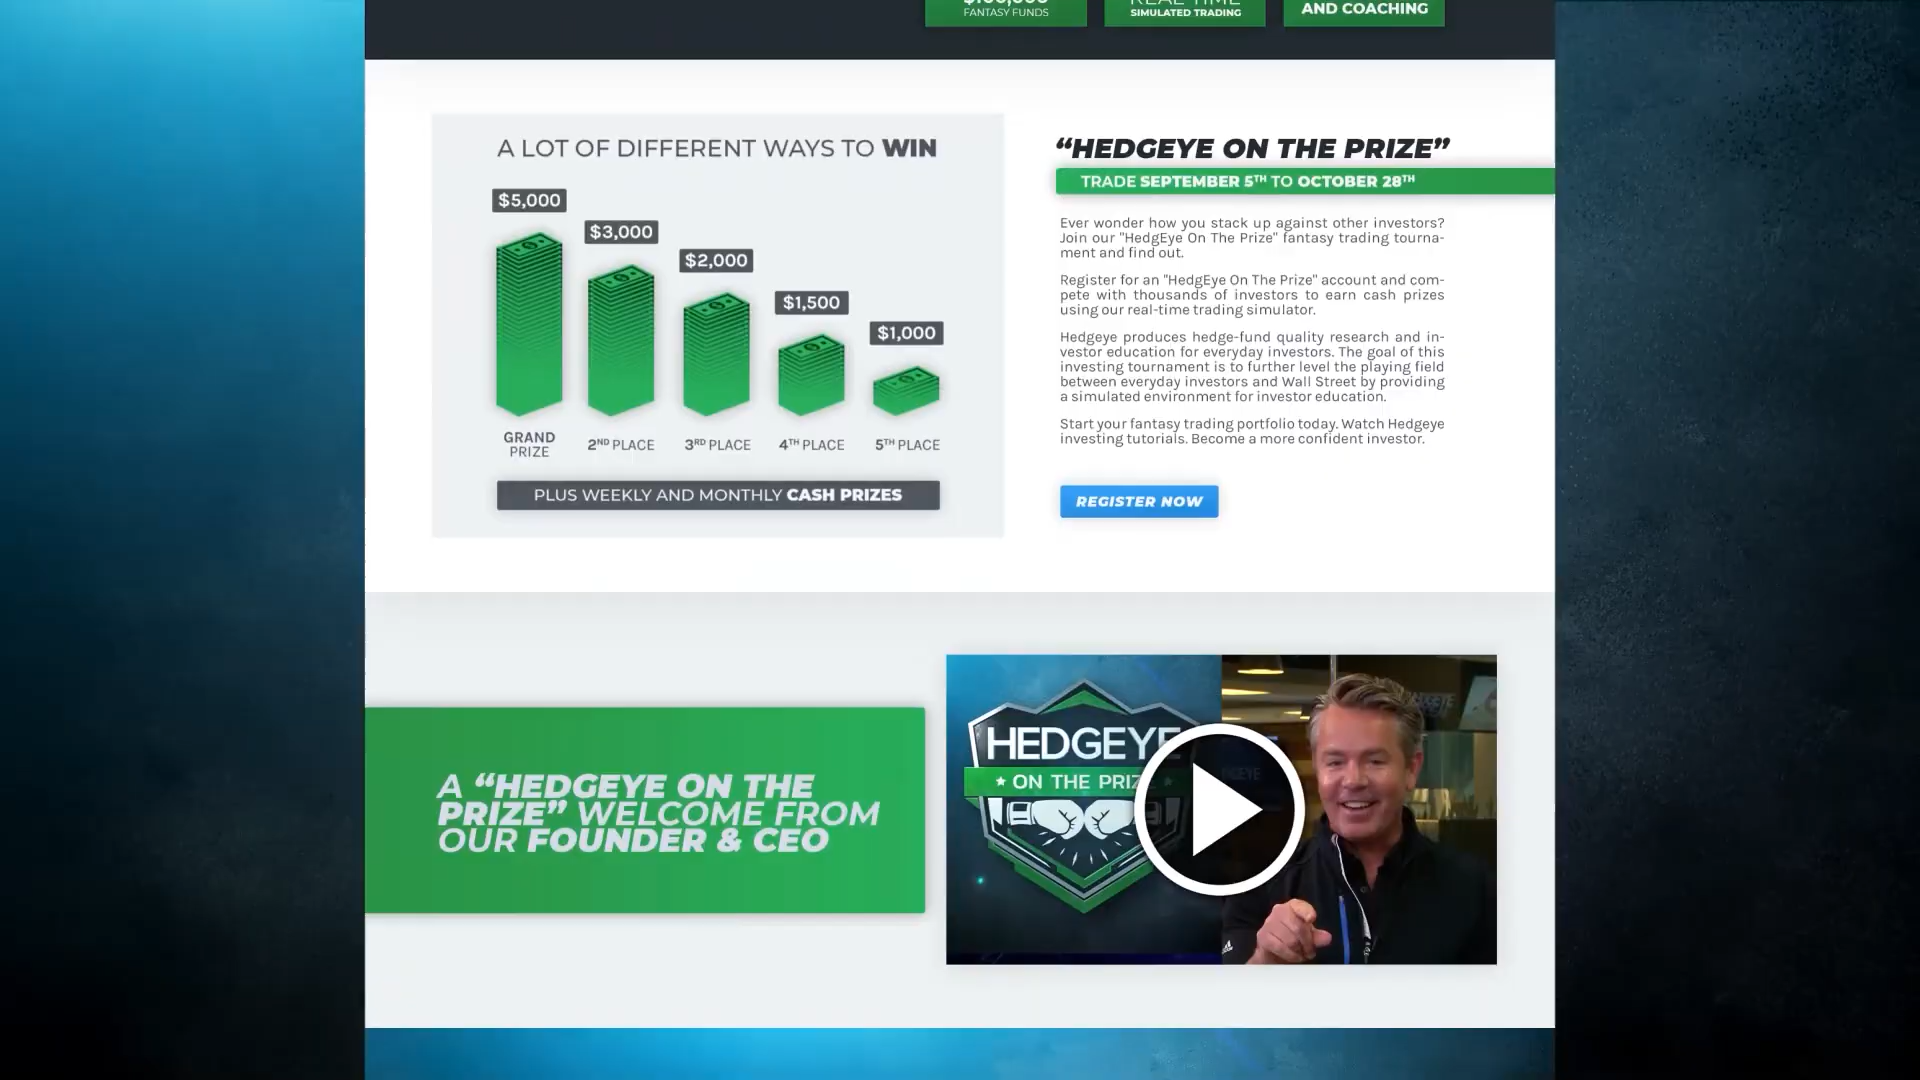 FANTASY FUNDS
SIMULATED TRADING
AND COACHING
A LOT OF DIFFERENT WAYS TO WIN
$5,000
$3,000
$2,000
$1,500
$1,000
GRAND
PRIZE
2ND PLACE
3RD PLACE
4TH PLACE
5TH PLACE
PLUS WEEKLY AND MONTHLY CASH PRIZES
“HEDGEYE ON THE PRIZE”
TRADE SEPTEMBER 5TH TO OCTOBER 28TH
Ever wonder how you stack up against other investors?
Join our "HedgEye On The Prize" fantasy trading tourna-
ment and find out.
Register for an "HedgEye On The Prize" account and com-
pete with thousands of investors to earn cash prizes
using our real-time trading simulator.
Hedgeye produces hedge-fund quality research and in-
vestor education for everyday investors. The goal of this
investing tournament is to further level the playing field
between everyday investors and Wall Street by providing
a simulated environment for investor education.
Start your fantasy trading portfolio today. Watch Hedgeye
investing tutorials. Become a more confident investor.
REGISTER NOW
A “HEDGEYE ON THE
PRIZE” WELCOME FROM
OUR FOUNDER & CEO
HEDGEYE
ON THE PRIZE